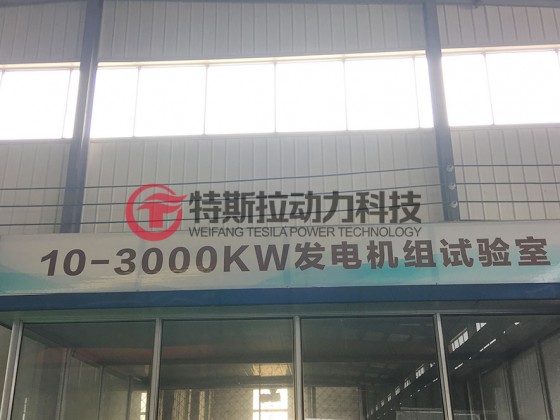 特斯拉动力科技
WEIFANG TESILA POWER TECHNOLOGY
10-3000KW发电机组试验室